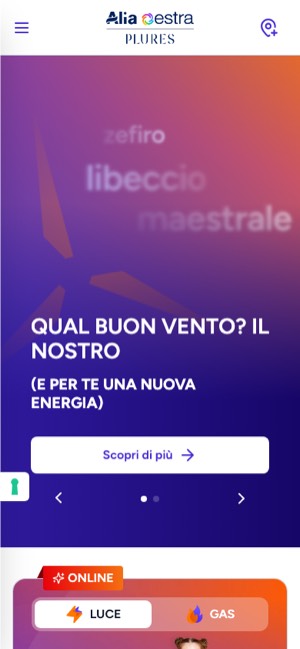 Alia estra
PLURES
zefiro
libeccio
maestrale
QUAL BUON VENTO? IL
NOSTRO
(E PER TE UNA NUOVA
ENERGIA)
Scopri di più
ONLINE
LUCE
GAS